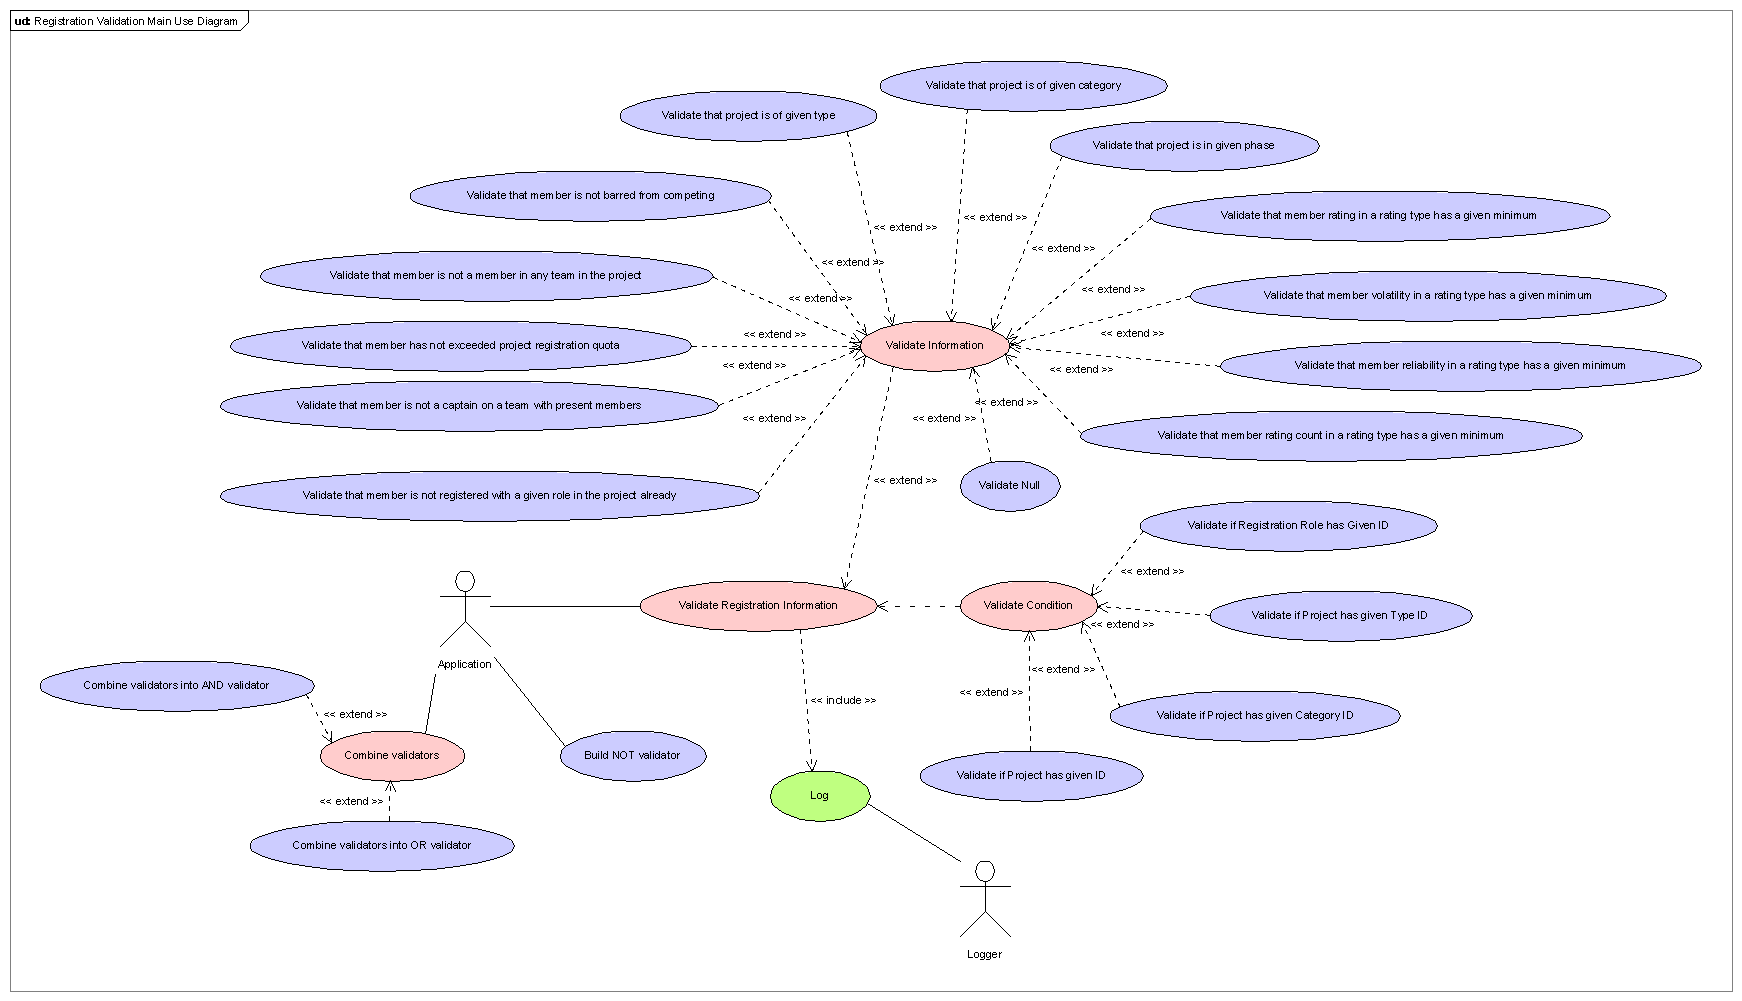 ud: Registration Validation Main Use Diagram
Validate that project is of given category
Validate that project is of given type
Validate that project is in given phase
Validate that member is not barred from competing
Validate that member rating in a rating type has a given minimum
<< extend >>
<< extend >>
<< extend >>
<< extend >>
Validate that member is not a member in any team in the project
Validate that member volatility in a rating type has a given minimum
<< extend >>
<< extend >>
<< extend >>
<< extend >>
Validate that member has not exceeded project registration quota
Validate Information
<< extend >>
Validate that member reliability in a rating type has a given minimum
<< extend >>
Validate that member is not a captain on a team with present members
<< extend >>
<< extend >>
<< extend >>
Validate that member rating count in a rating type has a given minimum
<< extend >>
Validate that member is not registered with a given role in the project already
Validate Null
Validate if Registration Role has Given ID
<< extend >>
Validate Registration Information
Validate Condition
Validate if Project has given Type ID
<< extend >>
Application
<< extend >>
Combine validators into AND validator
<< extend >>
<< include >>
<< extend >>
Validate if Project has given Category ID
Combine validators
Build NOT validator
Validate if Project has given ID
Log
<< extend >>
Combine validators into OR validator
Logger